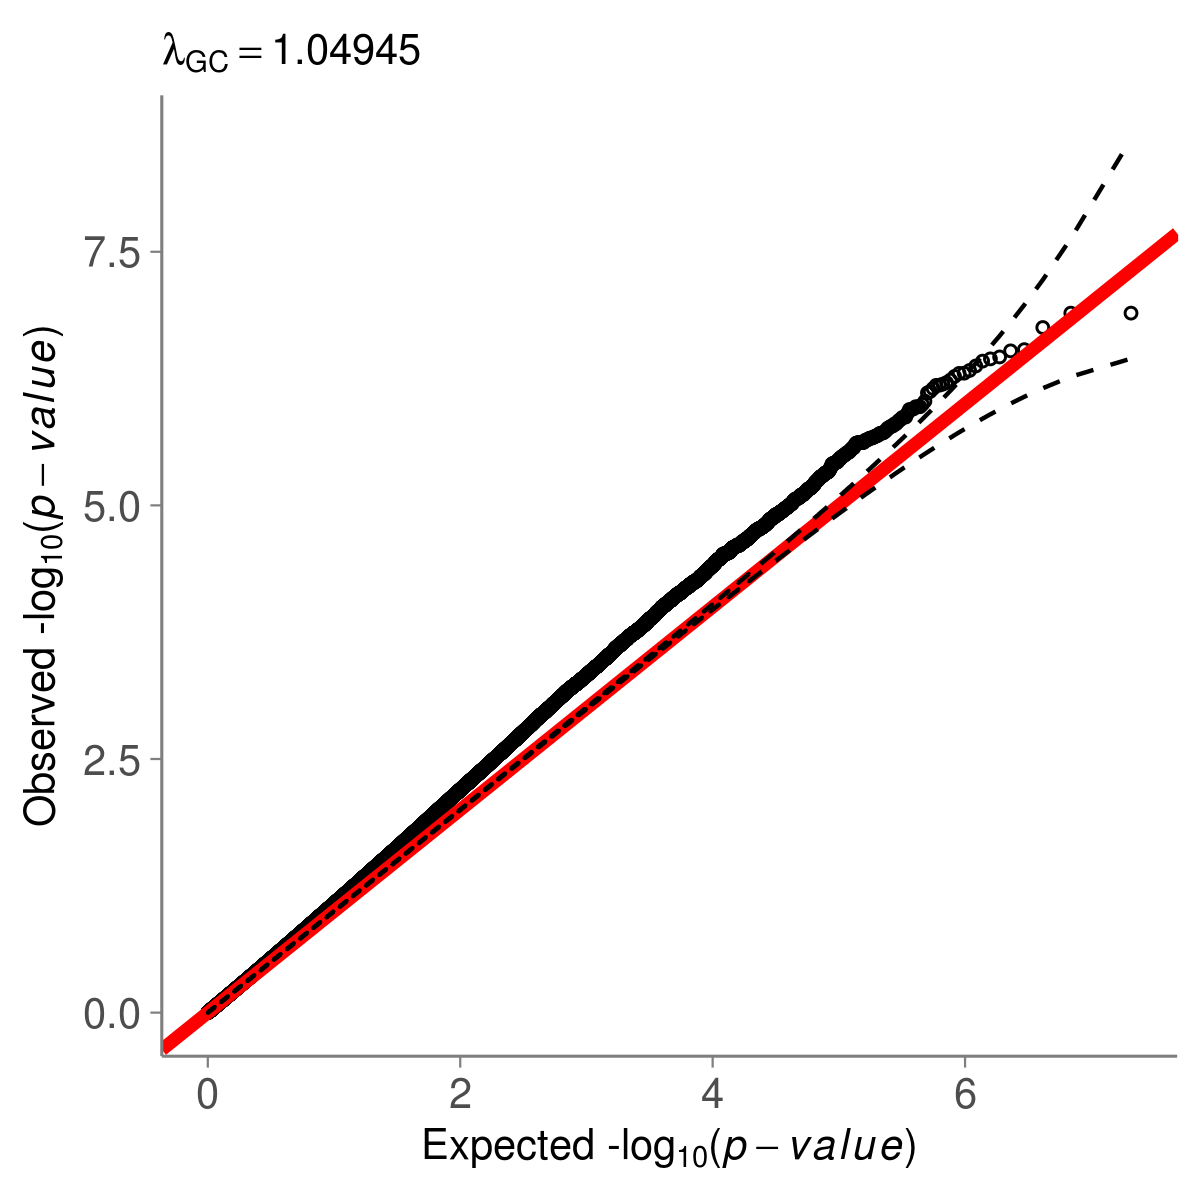 λGC = 1.04945
Observed -log10(p − value)
7.5
5.0
2.5
0.0
0 2 4 6
Expected -log10(p − value)